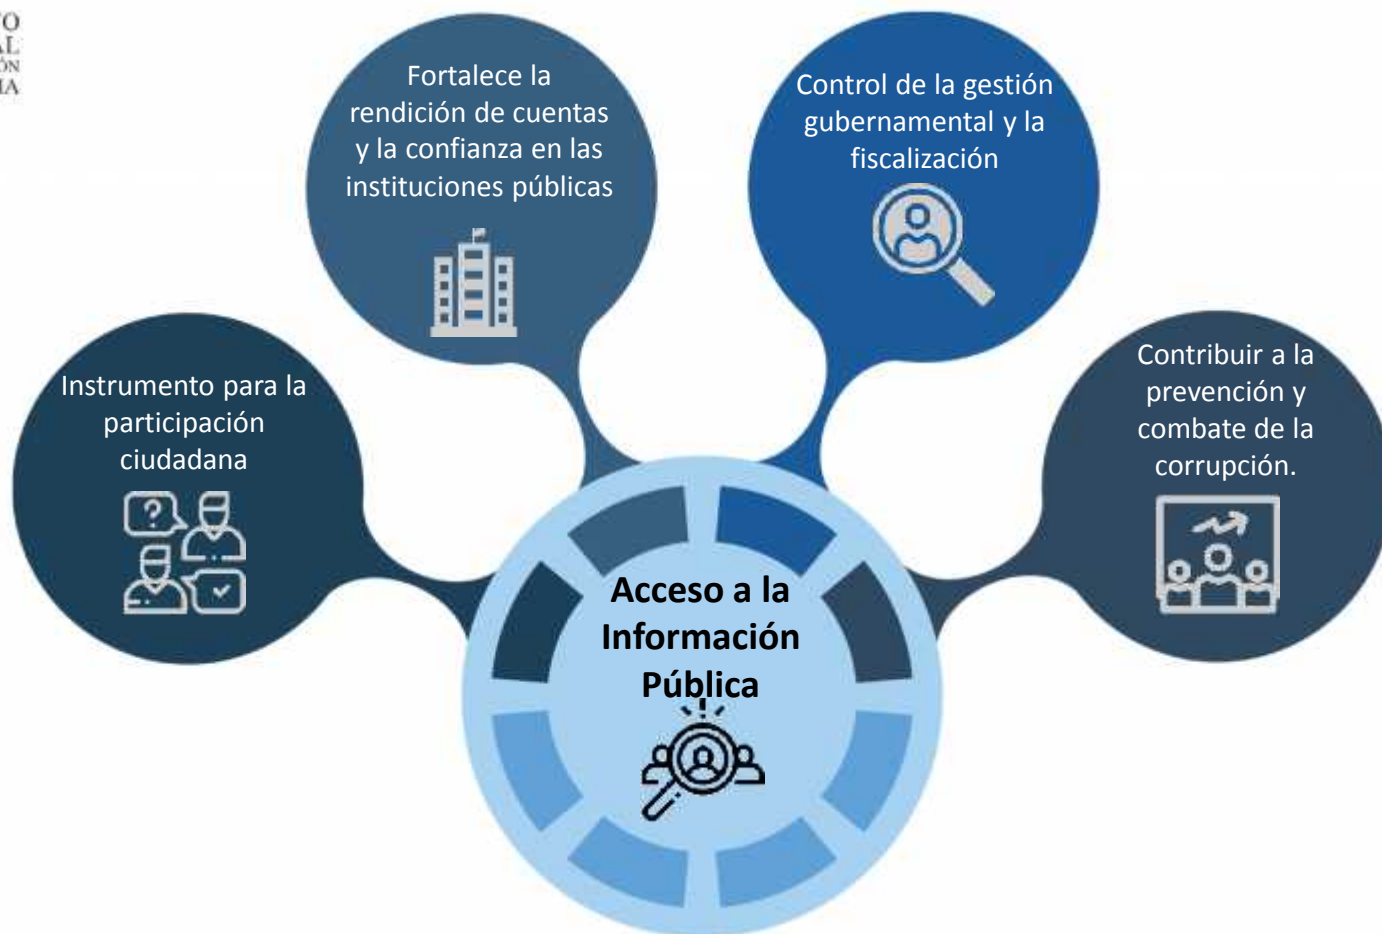 Fortalece la
rendición de cuentas
y la confianza en las
instituciones públicas
Control de la gestión
gubernamental y la
fiscalización
Instrumento para la
participación
ciudadana
Contribuir a la
prevención y
combate de la
corrupción.
Acceso a la
Información
Pública